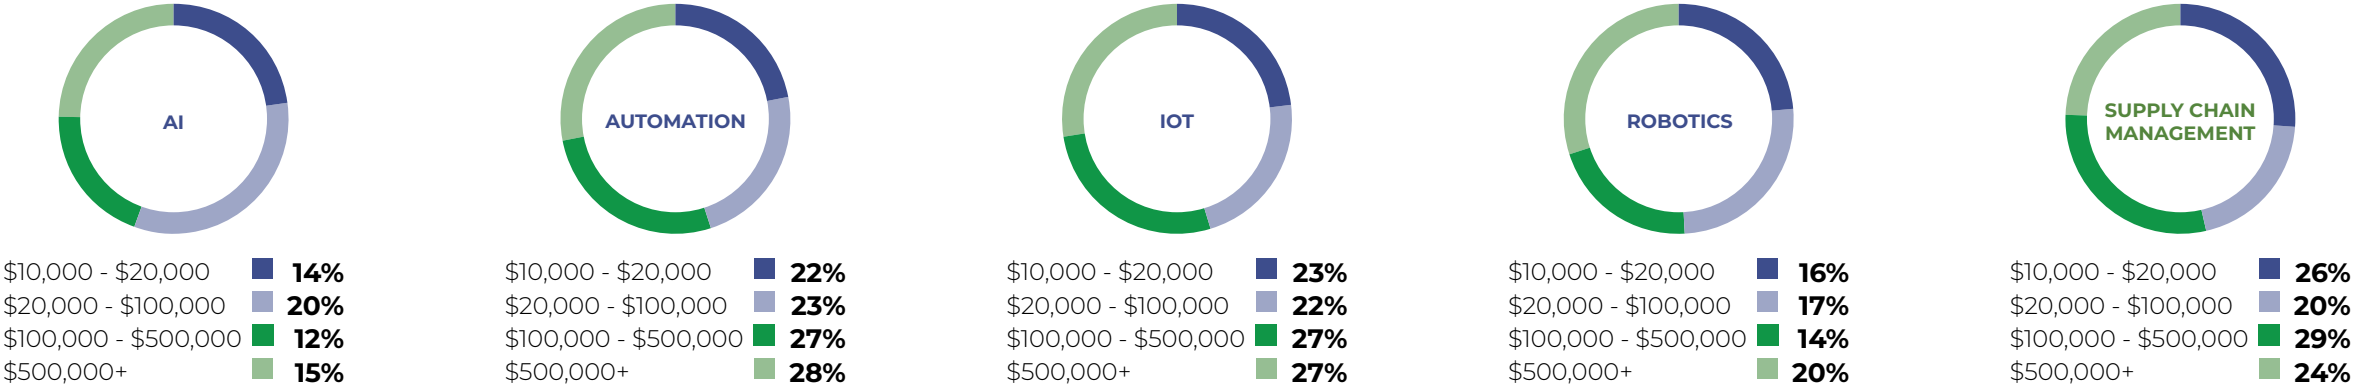 AI
$10,000 - $20,000 14%
$20,000 - $100,000 20%
$100,000 - $500,000 12%
$500,000+ 15%
AUTOMATION
$10,000 - $20,000 22%
$20,000 - $100,000 23%
$100,000 - $500,000 27%
$500,000+ 28%
IOT
$10,000 - $20,000 23%
$20,000 - $100,000 22%
$100,000 - $500,000 27%
$500,000+ 27%
ROBOTICS
$10,000 - $20,000 16%
$20,000 - $100,000 17%
$100,000 - $500,000 14%
$500,000+ 20%
SUPPLY CHAIN
MANAGEMENT
$10,000 - $20,000 26%
$20,000 - $100,000 20%
$100,000 - $500,000 29%
$500,000+ 24%